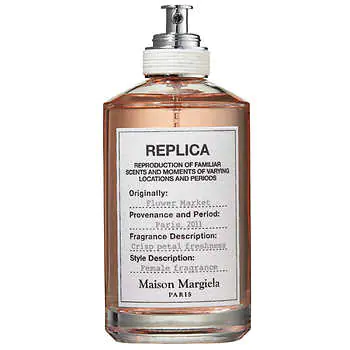 REPLICA
REPRODUCTION OF FAMILIAR
SCENTS AND MOMENTS OF VARYING
LOCATIONS AND PERIODS
Originally:
Flower Market
Provenance and Period:
Paris, 2011
Fragrance Description:
Crisp petal freshness
Style Description:
Female fragrance
Maison Margiela
PARIS